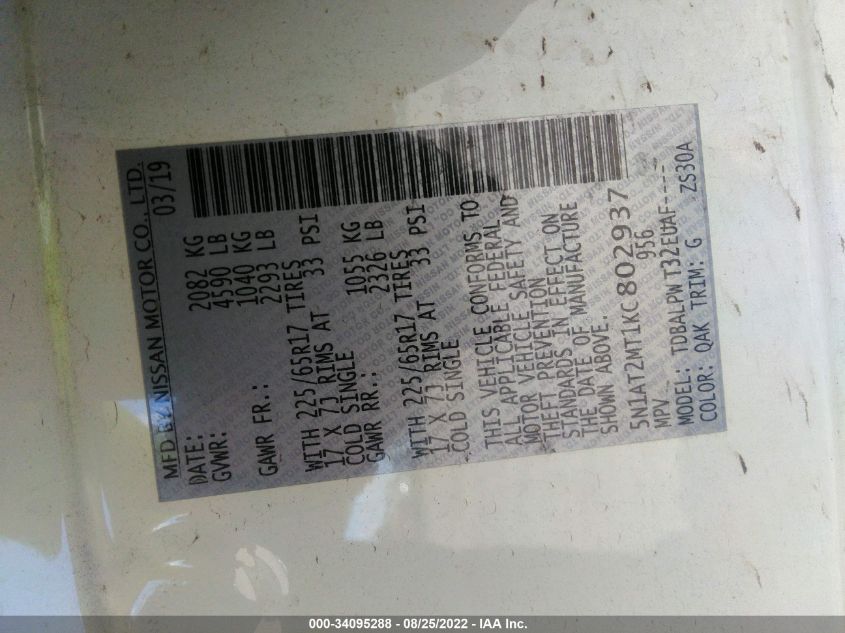 MFD BY NISSAN MOTOR CO., LTD.
DATE: 03/19
GVWR: 2082 KG
4590 LB
GAWR FR.: 1040 KG
2293 LB
WITH 225/65R17 TIRES
17 X 7J RIMS AT 33 PSI
COLD SINGLE
GAWR RR.: 1055 KG
2326 LB
WITH 225/65R17 TIRES
17 X 7J RIMS AT 33 PSI
COLD SINGLE
THIS VEHICLE CONFORMS TO
ALL APPLICABLE FEDERAL
MOTOR VEHICLE SAFETY AND
THEFT PREVENTION
STANDARDS IN EFFECT ON
THE DATE OF MANUFACTURE
SHOWN ABOVE.
5N1AT2MT1KC802937
MPV 956
MODEL: TDBALPW T32EUAF----
COLOR: QAK TRIM: G ZS30A
000-34095288 - 08/25/2022 - IAA Inc.